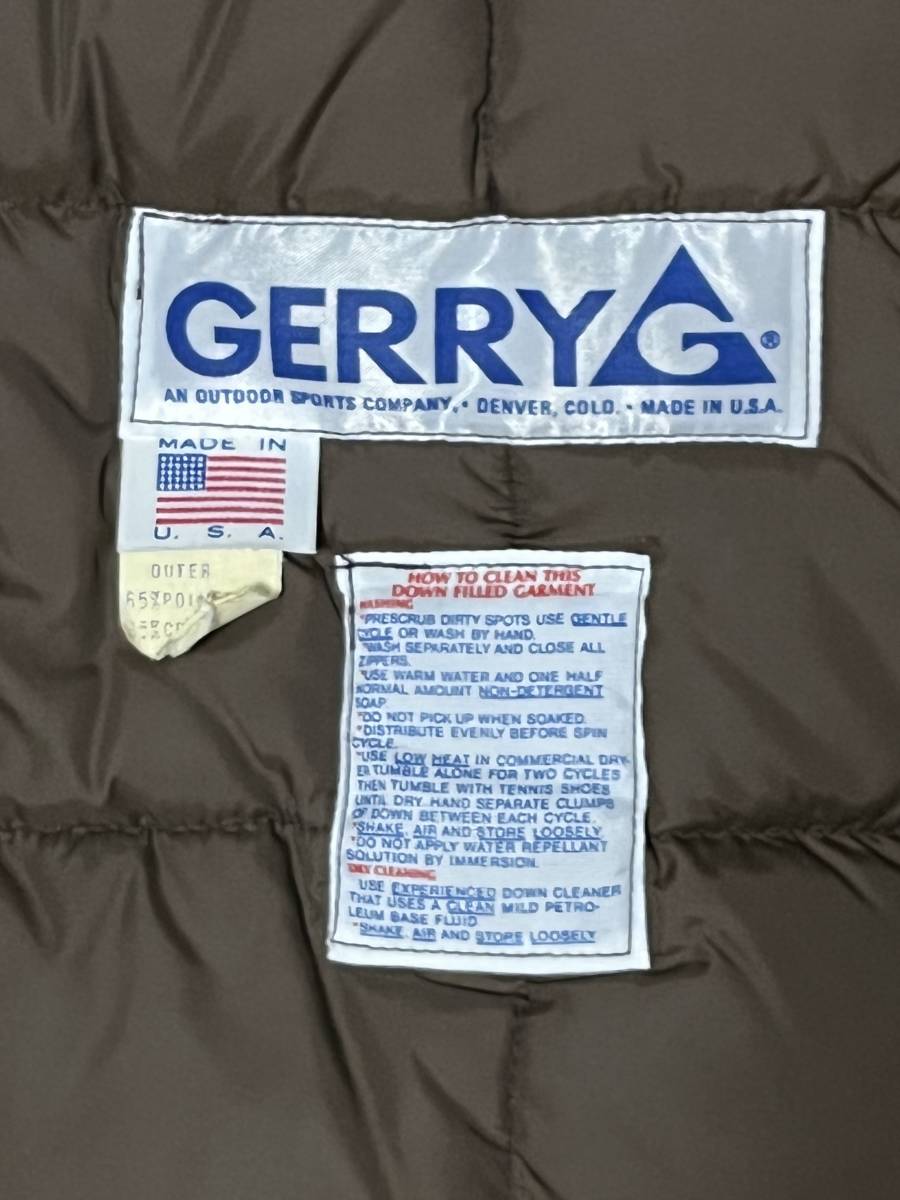 GERRY G ®
AN OUTDOOR SPORTS COMPANY. • DENVER, COLO. • MADE IN U.S.A.
MADE IN
U. S. A.
OUTER
65%
HOW TO CLEAN THIS
DOWN FILLED GARMENT
WASHING
*PRESCRUB DIRTY SPOTS USE GENTLE
CYCLE OR WASH BY HAND.
*WASH SEPARATELY AND CLOSE ALL
ZIPPERS.
*USE WARM WATER AND ONE HALF
NORMAL AMOUNT NON-DETERGENT
SOAP.
*DO NOT PICK UP WHEN SOAKED.
*DISTRIBUTE EVENLY BEFORE SPIN
CYCLE.
*USE LOW HEAT IN COMMERCIAL DRY-
ER TUMBLE ALONE FOR TWO CYCLES
THEN TUMBLE WITH TENNIS SHOES
UNTIL DRY. HAND SEPARATE CLUMPS
OF DOWN BETWEEN EACH CYCLE.
*SHAKE, AIR AND STORE LOOSELY.
*DO NOT APPLY WATER REPELLANT
SOLUTION BY IMMERSION.
DRY CLEANING
USE EXPERIENCED DOWN CLEANER
THAT USES A CLEAN MILD PETRO-
LEUM BASE FLUID.
*SHAKE, AIR AND STORE LOOSELY